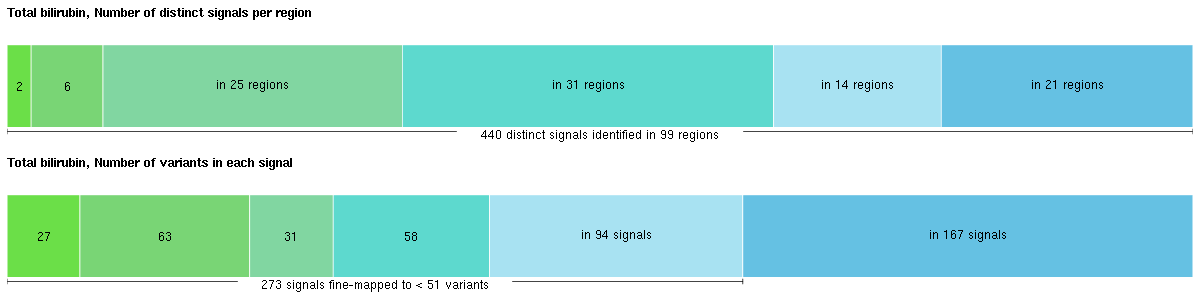 Total bilirubin, Number of distinct signals per region
2
6
in 25 regions
in 31 regions
in 14 regions
in 21 regions
440 distinct signals identified in 99 regions
Total bilirubin, Number of variants in each signal
27
63
31
58
in 94 signals
in 167 signals
273 signals fine-mapped to < 51 variants